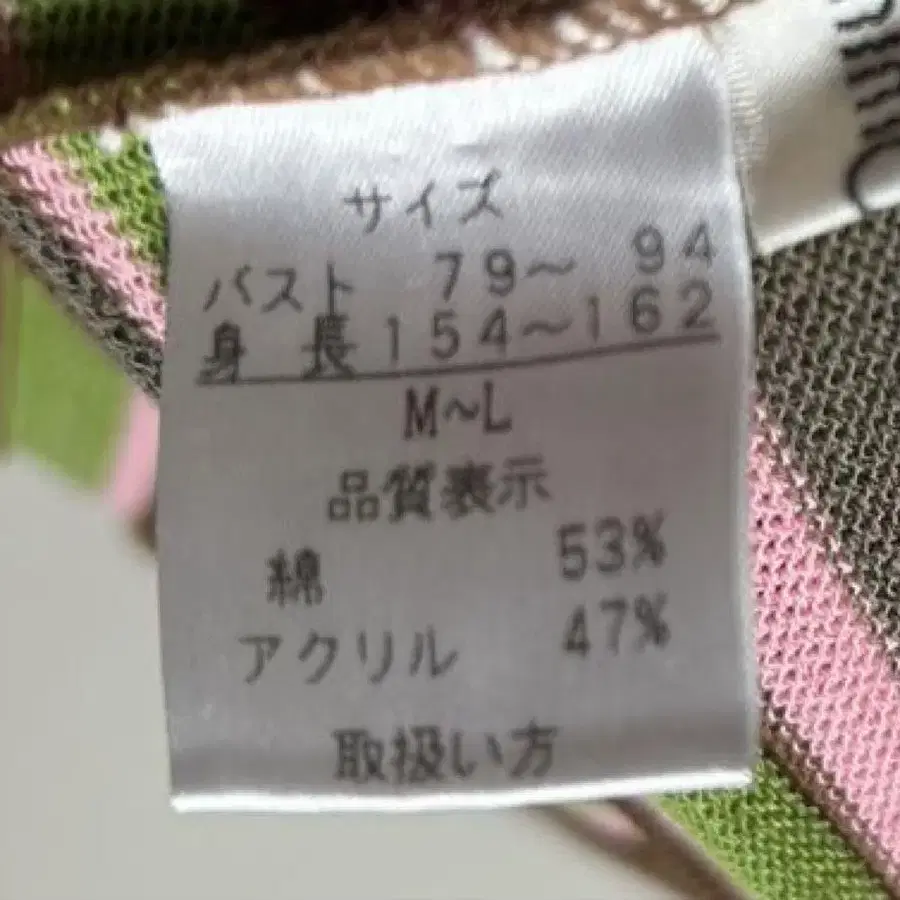 サイズ
バスト 79～ 94
身 長 154～162
M～L
品質表示
綿 53%
アクリル 47%
取扱い方